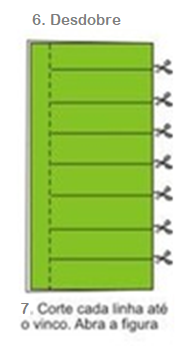 6. Desdobre
7. Corte cada linha até
o vinco. Abra a figura